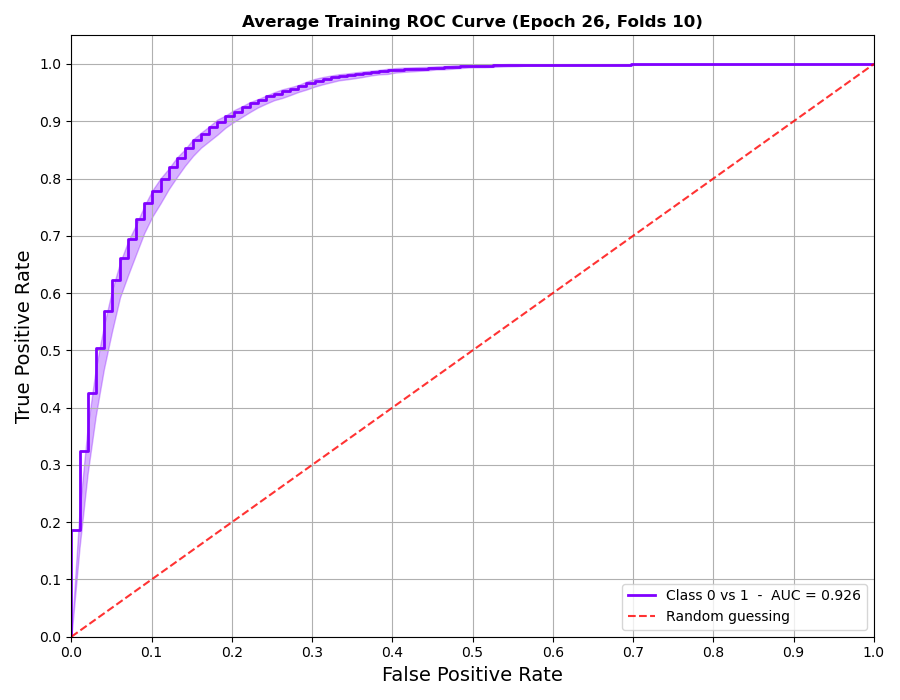 Average Training ROC Curve (Epoch 26, Folds 10)
True Positive Rate
1.0
0.9
0.8
0.7
0.6
0.5
0.4
0.3
0.2
0.1
0.0
Class 0 vs 1 - AUC = 0.926
Random guessing
0.0 0.1 0.2 0.3 0.4 0.5 0.6 0.7 0.8 0.9 1.0
False Positive Rate